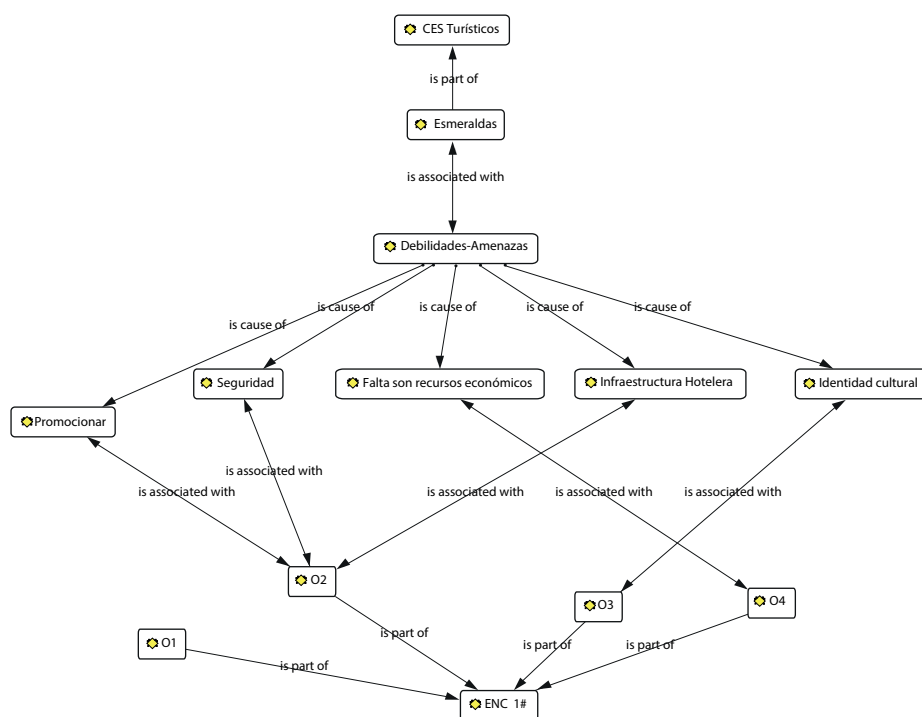 CES Turísticos
is part of
Esmeraldas
is associated with
Debilidades-Amenazas
is cause of
is cause of
is cause of
is cause of
is cause of
Seguridad
Falta son recursos económicos
Infraestructura Hotelera
Identidad cultural
Promocionar
is associated with
is associated with
is associated with
is associated with
is associated with
O2
O3
O4
O1
is part of
is part of
is part of
is part of
ENC 1#